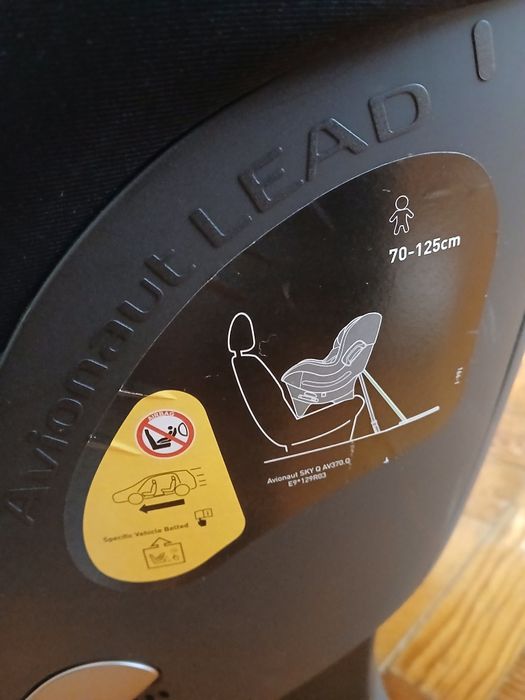 Avionaut LEAD
70-125cm
Avionaut SKY Q AV370.Q
E9*129R03
AIRBAG
Specific Vehicle Belted